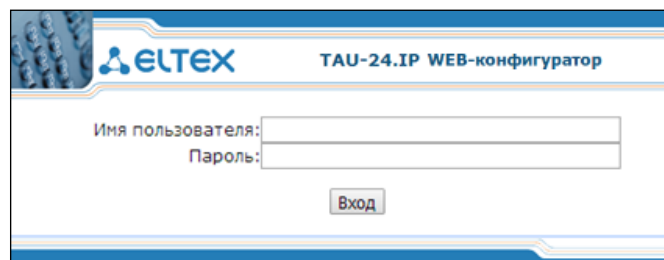 ELTEX TAU-24.IP WEB-конфигуратор
Имя пользователя:
Пароль:
Вход